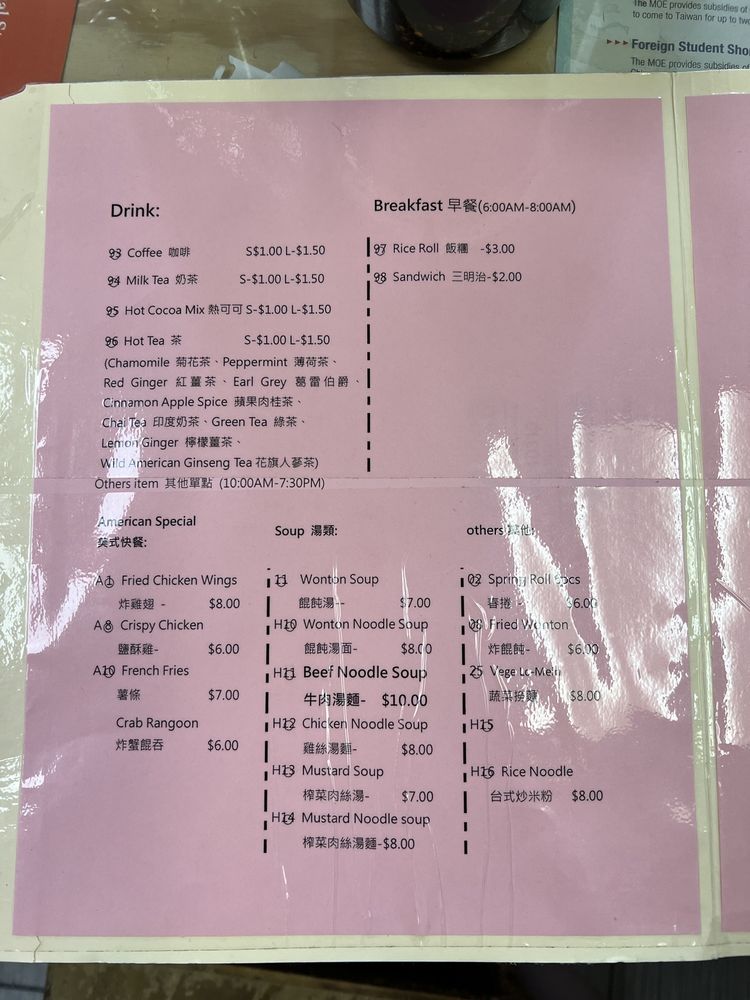 The MOE provides subsidies of
to come to Taiwan for up to
Foreign Student Sho
The MOE provides subsidies of
Drink:
93 Coffee 咖啡 S$1.00 L-$1.50
94 Milk Tea 奶茶 S-$1.00 L-$1.50
95 Hot Cocoa Mix 熱可可 S-$1.00 L-$1.50
96 Hot Tea 茶 S-$1.00 L-$1.50
(Chamomile 菊花茶、Peppermint 薄荷茶、
Red Ginger 紅薑茶、Earl Grey 葛雷伯爵、
Cinnamon Apple Spice 蘋果肉桂茶、
Chai Tea 印度奶茶、Green Tea 綠茶、
Lemon Ginger 檸檬薑茶、
Wild American Ginseng Tea 花旗人蔘茶)
Breakfast 早餐(6:00AM-8:00AM)
97 Rice Roll 飯糰 -$3.00
98 Sandwich 三明治-$2.00
Others item 其他單點 (10:00AM-7:30PM)
American Special
美式快餐:
A1 Fried Chicken Wings
炸雞翅 - $8.00
A8 Crispy Chicken
鹽酥雞- $6.00
A10 French Fries
薯條 $7.00
Crab Rangoon
炸蟹餛吞 $6.00
Soup 湯類:
11 Wonton Soup
餛飩湯-- $7.00
H10 Wonton Noodle Soup
餛飩湯面- $8.00
H11 Beef Noodle Soup
牛肉湯麵- $10.00
H12 Chicken Noodle Soup
雞絲湯麵- $8.00
H13 Mustard Soup
榨菜肉絲湯- $7.00
H14 Mustard Noodle soup
榨菜肉絲湯麵-$8.00
others 其他:
02 Spring Roll
春捲 - $6.00
08 Fried Wonton
炸餛飩- $6.00
25 Vege Lo-Mein
蔬菜撈麵 $8.00
H15
H16 Rice Noodle
台式炒米粉 $8.00